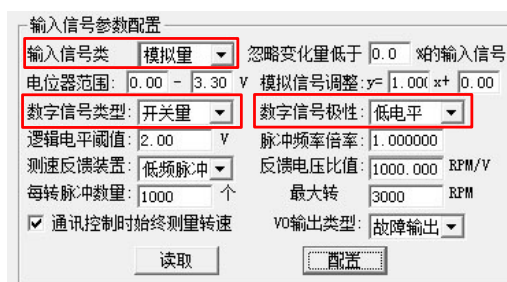 输入信号参数配置
输入信号类 模拟量 忽略变化量低于 0.0 %的输入信号
电位器范围: 0.00 - 3.30 V 模拟信号调整:y= 1.00( x+ 0.00
数字信号类型: 开关量 数字信号极性: 低电平
逻辑电平阈值: 2.00 V 脉冲频率倍率: 1.000000
测速反馈装置: 低频脉冲 反馈电压比值: 1000.000 RPM/V
每转脉冲数量: 1000 个 最大转 3000 RPM
通讯控制时始终测量转速 VO输出类型: 故障输出
读取 配置